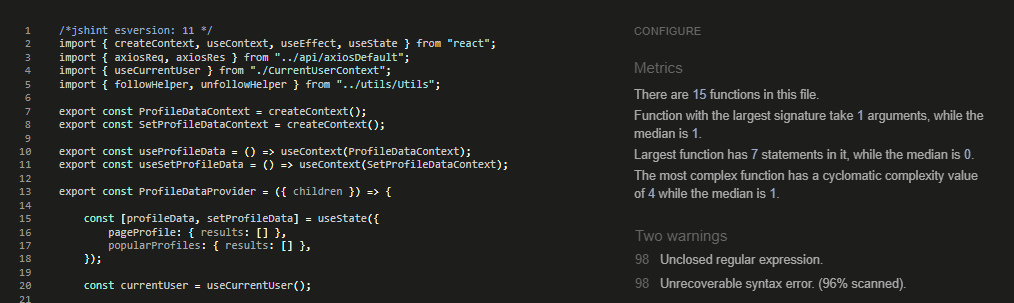 1 /*jshint esversion: 11 */
2 import { createContext, useContext, useEffect, useState } from "react";
3 import { axiosReq, axiosRes } from "../api/axiosDefault";
4 import { useCurrentUser } from "./CurrentUserContext";
5 import { followHelper, unfollowHelper } from "../utils/Utils";
6
7 export const ProfileDataContext = createContext();
8 export const SetProfileDataContext = createContext();
9
10 export const useProfileData = () => useContext(ProfileDataContext);
11 export const useSetProfileData = () => useContext(SetProfileDataContext);
12
13 export const ProfileDataProvider = ({ children }) => {
14
15 const [profileData, setProfileData] = useState({
16 pageProfile: { results: [] },
17 popularProfiles: { results: [] },
18 });
19
20 const currentUser = useCurrentUser();
21
CONFIGURE
Metrics
There are 15 functions in this file.
Function with the largest signature take 1 arguments, while the
median is 1.
Largest function has 7 statements in it, while the median is 0.
The most complex function has a cyclomatic complexity value
of 4 while the median is 1.
Two warnings
98 Unclosed regular expression.
98 Unrecoverable syntax error. (96% scanned).